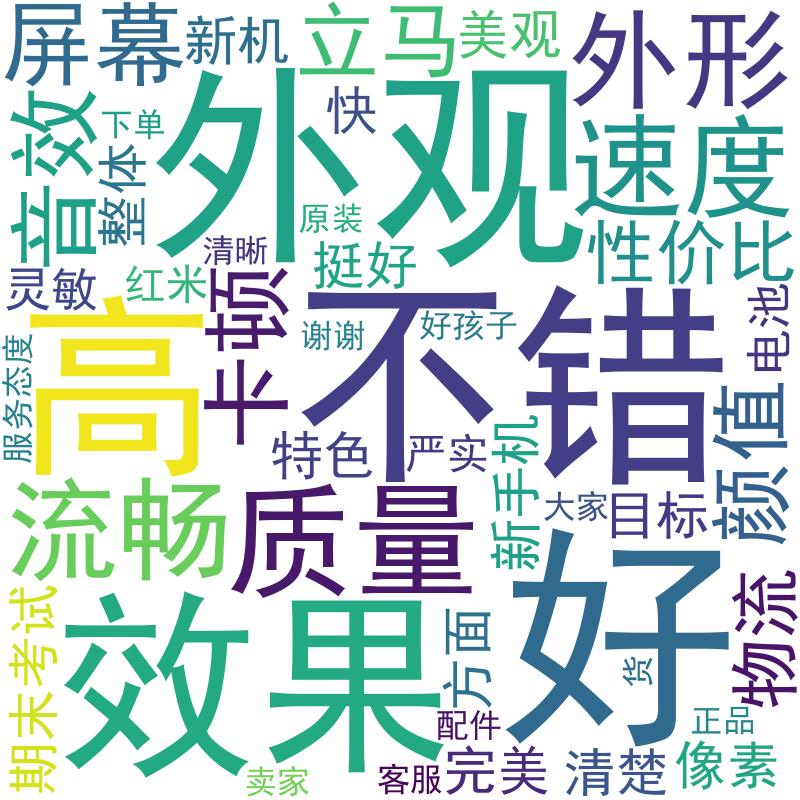 屏幕
新机
立马
美观
外形
音效
下单
整体
外观
快
速度
原装
清晰
挺好
性价比
灵敏
红米
卡顿
高
不错
谢谢
好孩子
电池
服务态度
颜值
特色
严实
新手机
流畅
质量
大家
目标
好
物流
期末考试
效果
方面
货
配件
正品
卖家
客服
完美
清楚
像素